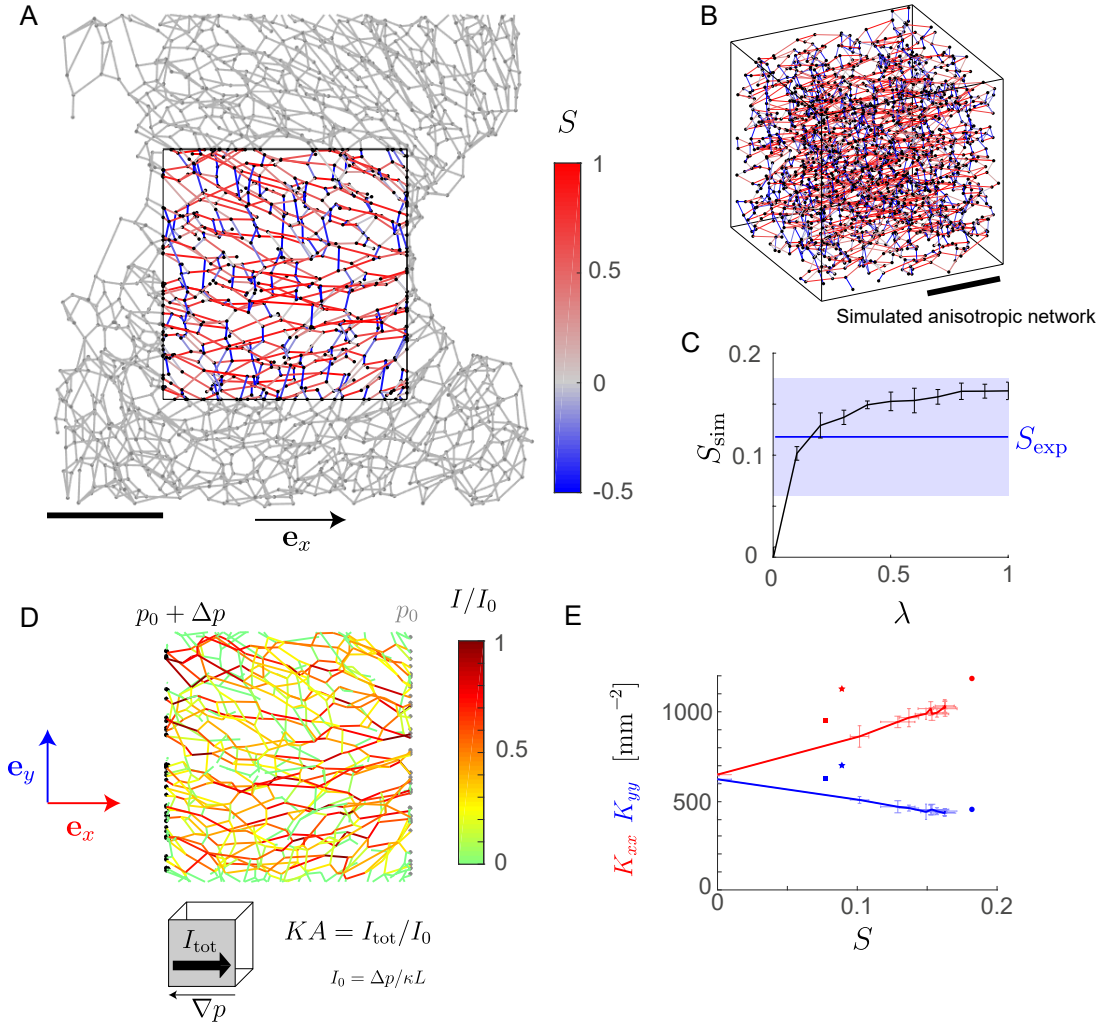 A
S
1
0.5
0
-0.5
e_x
B
Simulated anisotropic network
C
0.2
0.1
0
S_sim
S_exp
0
0.5
1
λ
D
p_0 + Δp
p_0
I/I_0
1
0.5
0
e_y
e_x
I_tot
∇p
KA = I_tot/I_0
I_0 = Δp/κL
E
1000
500
0
K_xx K_yy [mm^−2]
0
0.1
0.2
S